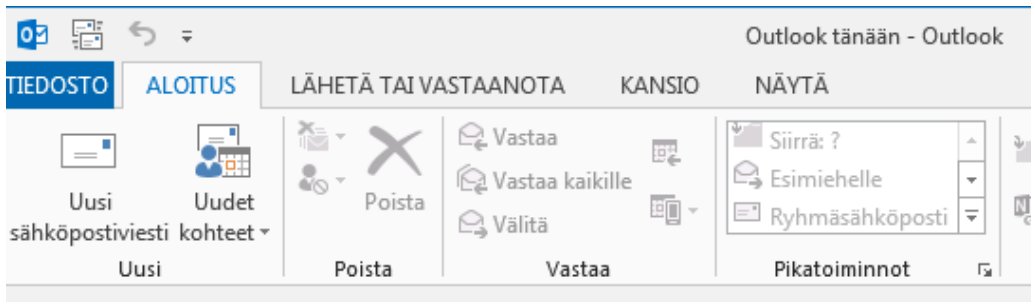 Outlook tänään - Outlook
TIEDOSTO ALOITUS LÄHETÄ TAI VASTAANOTA KANSIO NÄYTÄ
Uusi sähköpostiviesti
Uudet kohteet
Poista
Vastaa
Vastaa kaikille
Välitä
Siirrä: ?
Esimiehelle
Ryhmäsähköposti
Uusi Poista Vastaa Pikatoiminnot